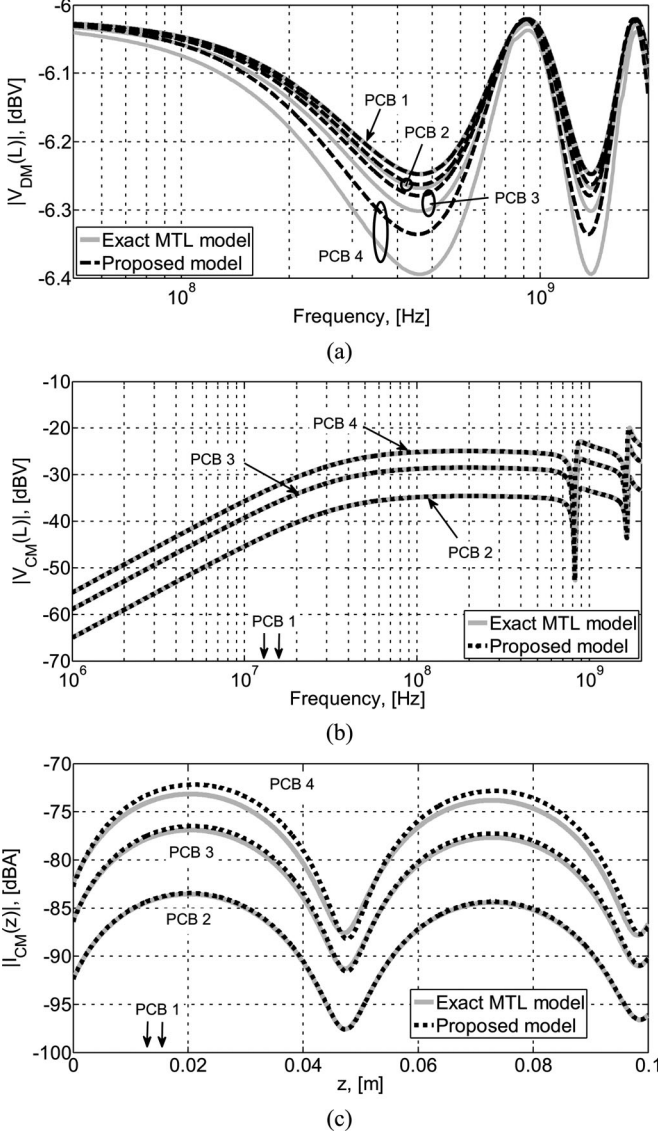 -6
-6.1
-6.2
-6.3
-6.4
|V_DM(L)|, [dBV]
PCB 1
PCB 2
PCB 3
PCB 4
Exact MTL model
Proposed model
10^8
10^9
Frequency, [Hz]
(a)
-10
-20
-30
-40
-50
-60
-70
|V_CM(L)|, [dBV]
PCB 4
PCB 3
PCB 2
PCB 1
Exact MTL model
Proposed model
10^6
10^7
10^8
10^9
Frequency, [Hz]
(b)
-70
-75
-80
-85
-90
-95
-100
|I_CM(z)|, [dBA]
PCB 4
PCB 3
PCB 2
PCB 1
Exact MTL model
Proposed model
0
0.02
0.04
0.06
0.08
0.1
z, [m]
(c)